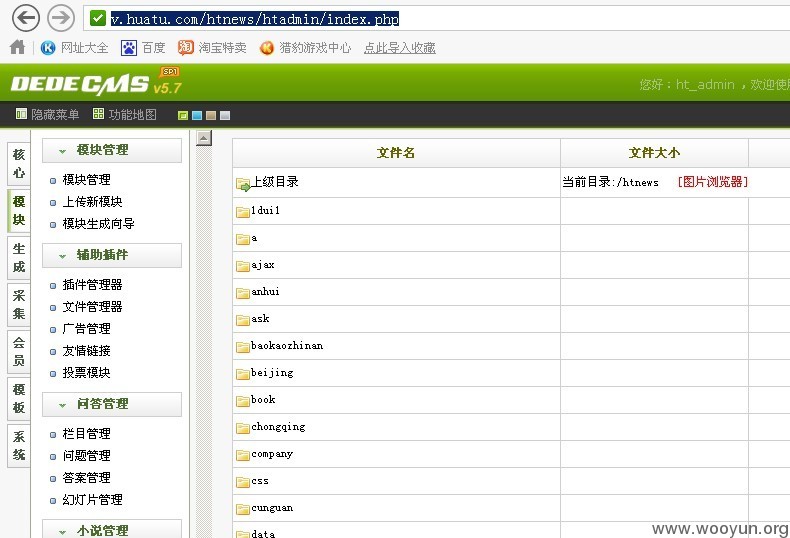 v.huatu.com/htnews/htadmin/index.php
网址大全 百度 淘宝特卖 猎豹游戏中心 点此导入收藏
DEDECMS v5.7 SP1
您好：ht_admin ，欢迎使
隐藏菜单 功能地图
核心
模块
生成
采集
会员
模板
系统
模块管理
模块管理
上传新模块
模块生成向导
辅助插件
插件管理器
文件管理器
广告管理
友情链接
投票模块
问答管理
栏目管理
问题管理
答案管理
幻灯片管理
小说管理
文件名 文件大小
上级目录 当前目录:/htnews [图片浏览器]
ldui1
a
ajax
anhui
ask
baokaozhinan
beijing
book
chongqing
company
css
cunguan
data
www.wooyun.org